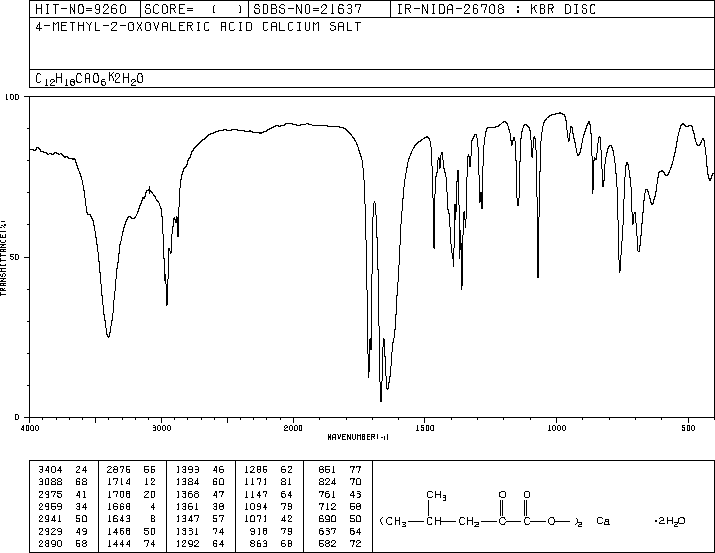 HIT-NO=9260 SCORE= ( ) SDBS-NO=21637 IR-NIDA-26708 : KBR DISC
4-METHYL-2-OXOVALERIC ACID CALCIUM SALT
C12H18CAO6K2H2O
100
TRANSMITTANCE(%)
50
0
4000 3000 2000 1500 1000 500
WAVENUMBER(-1)
3404 24 2876 56 1393 46 1286 62 861 77
3088 68 1714 12 1384 60 1171 81 824 70
2975 41 1708 20 1368 47 1147 64 761 43
2959 34 1668 4 1361 38 1094 79 712 58
2941 50 1643 8 1347 57 1071 42 690 50
2929 49 1468 50 1331 74 918 79 637 64
2890 58 1444 74 1292 64 863 68 582 72
CH3 O O
(CH3—CH—CH2—C—C—O— )2 Ca ·2H2O